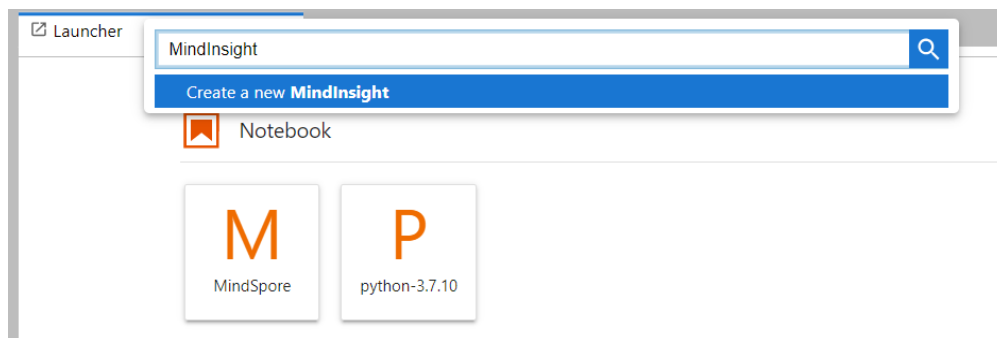 Launcher
MindInsight
Create a new MindInsight
Notebook
M
P
MindSpore
python-3.7.10